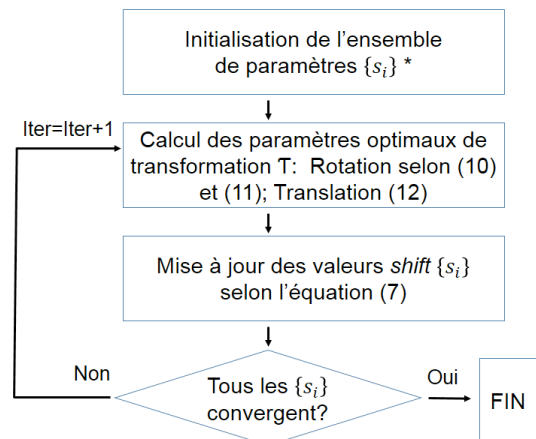 Initialisation de l'ensemble
de paramètres {𝑠ᵢ} *
Iter=Iter+1
Calcul des paramètres optimaux de
transformation T: Rotation selon (10)
et (11); Translation (12)
Mise à jour des valeurs shift {𝑠ᵢ}
selon l'équation (7)
Non
Tous les {𝑠ᵢ}
convergent?
Oui
FIN